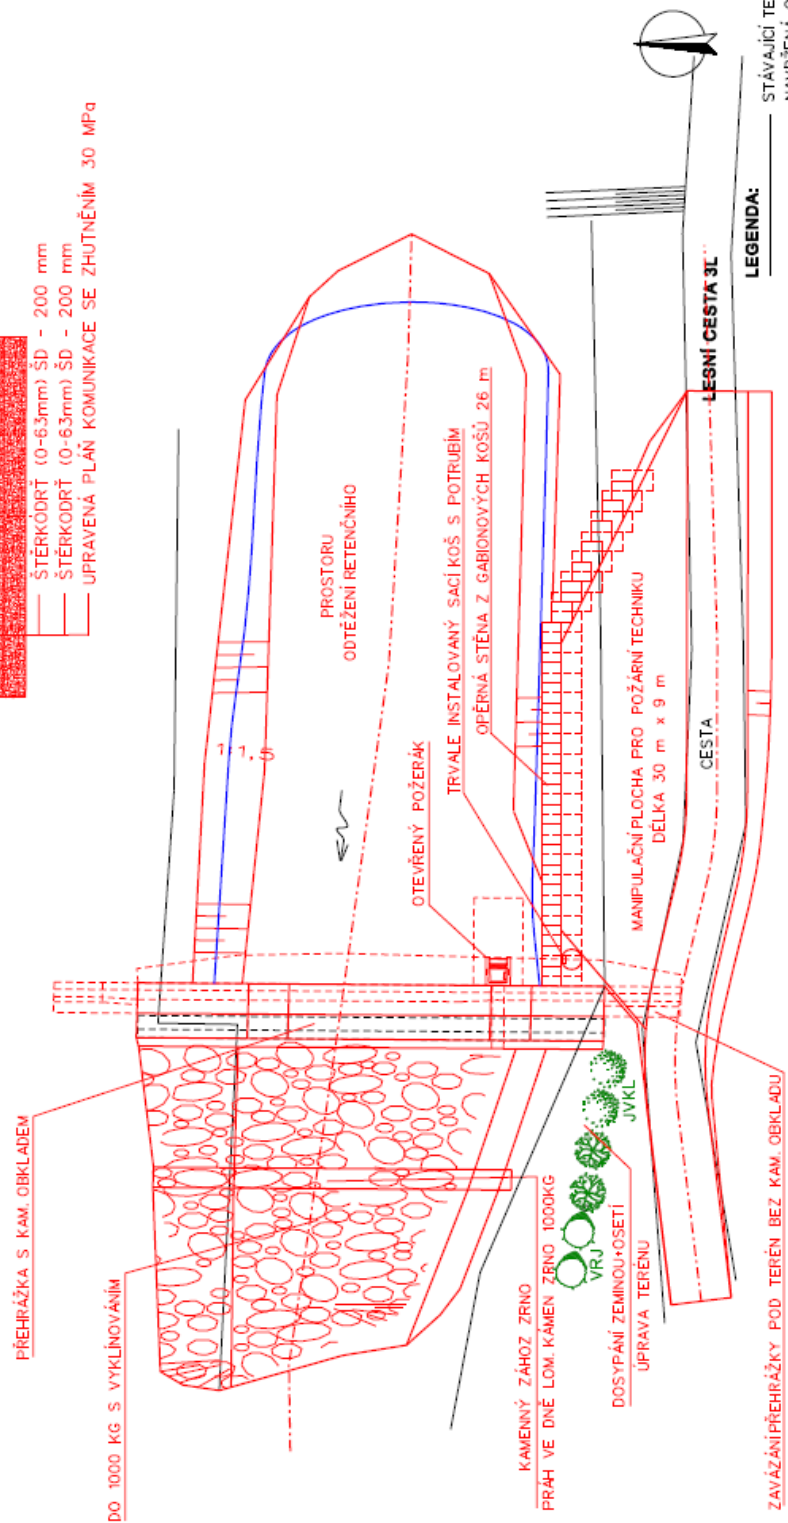 ŠTĚRKODRŤ (0-63mm) ŠD - 200 mm
ŠTĚRKODRŤ (0-63mm) ŠD - 200 mm
UPRAVENÁ PLÁŇ KOMUNIKACE SE ZHUTNĚNÍM 30 MPa
PŘEHRÁŽKA S KAM. OBKLADEM
DO 1000 KG S VYKLÍNOVÁNÍM
1:1,5
PROSTORU
ODTĚŽENÍ RETENČNÍHO
OTEVŘENÝ POŽERÁK
TRVALE INSTALOVANÝ SACÍ KOŠ S POTRUBÍM
OPĚRNÁ STĚNA Z GABIONOVÝCH KOŠŮ 26 m
KAMENNÝ ZÁHOZ ZRNO
PRÁH VE DNĚ LOM. KÁMEN ZRNO 1000KG
VRJ
JVKL
DOSYPÁNÍ ZEMINOU+OSETÍ
ÚPRAVA TERÉNU
MANIPULAČNÍ PLOCHA PRO POŽÁRNÍ TECHNIKU
DÉLKA 30 m x 9 m
CESTA
LESNÍ CESTA 3L
ZAVÁZÁNÍ PŘEHRÁŽKY POD TERÉN BEZ KAM. OBKLADU
LEGENDA:
STÁVAJÍCÍ TE